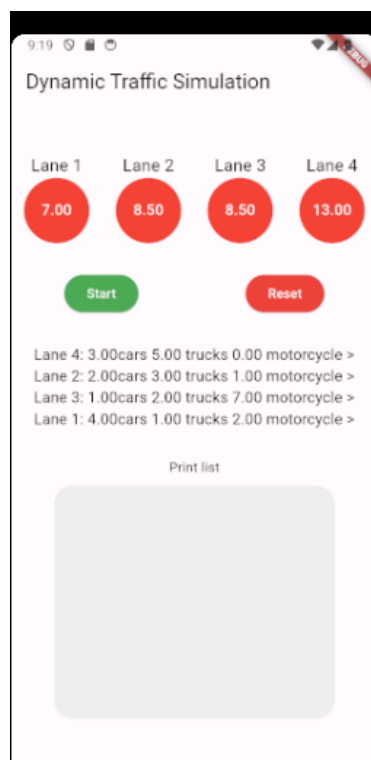 9:19
DEBUG
Dynamic Traffic Simulation
Lane 1 Lane 2 Lane 3 Lane 4
7.00 8.50 8.50 13.00
Start Reset
Lane 4: 3.00cars 5.00 trucks 0.00 motorcycle >
Lane 2: 2.00cars 3.00 trucks 1.00 motorcycle >
Lane 3: 1.00cars 2.00 trucks 7.00 motorcycle >
Lane 1: 4.00cars 1.00 trucks 2.00 motorcycle >
Print list